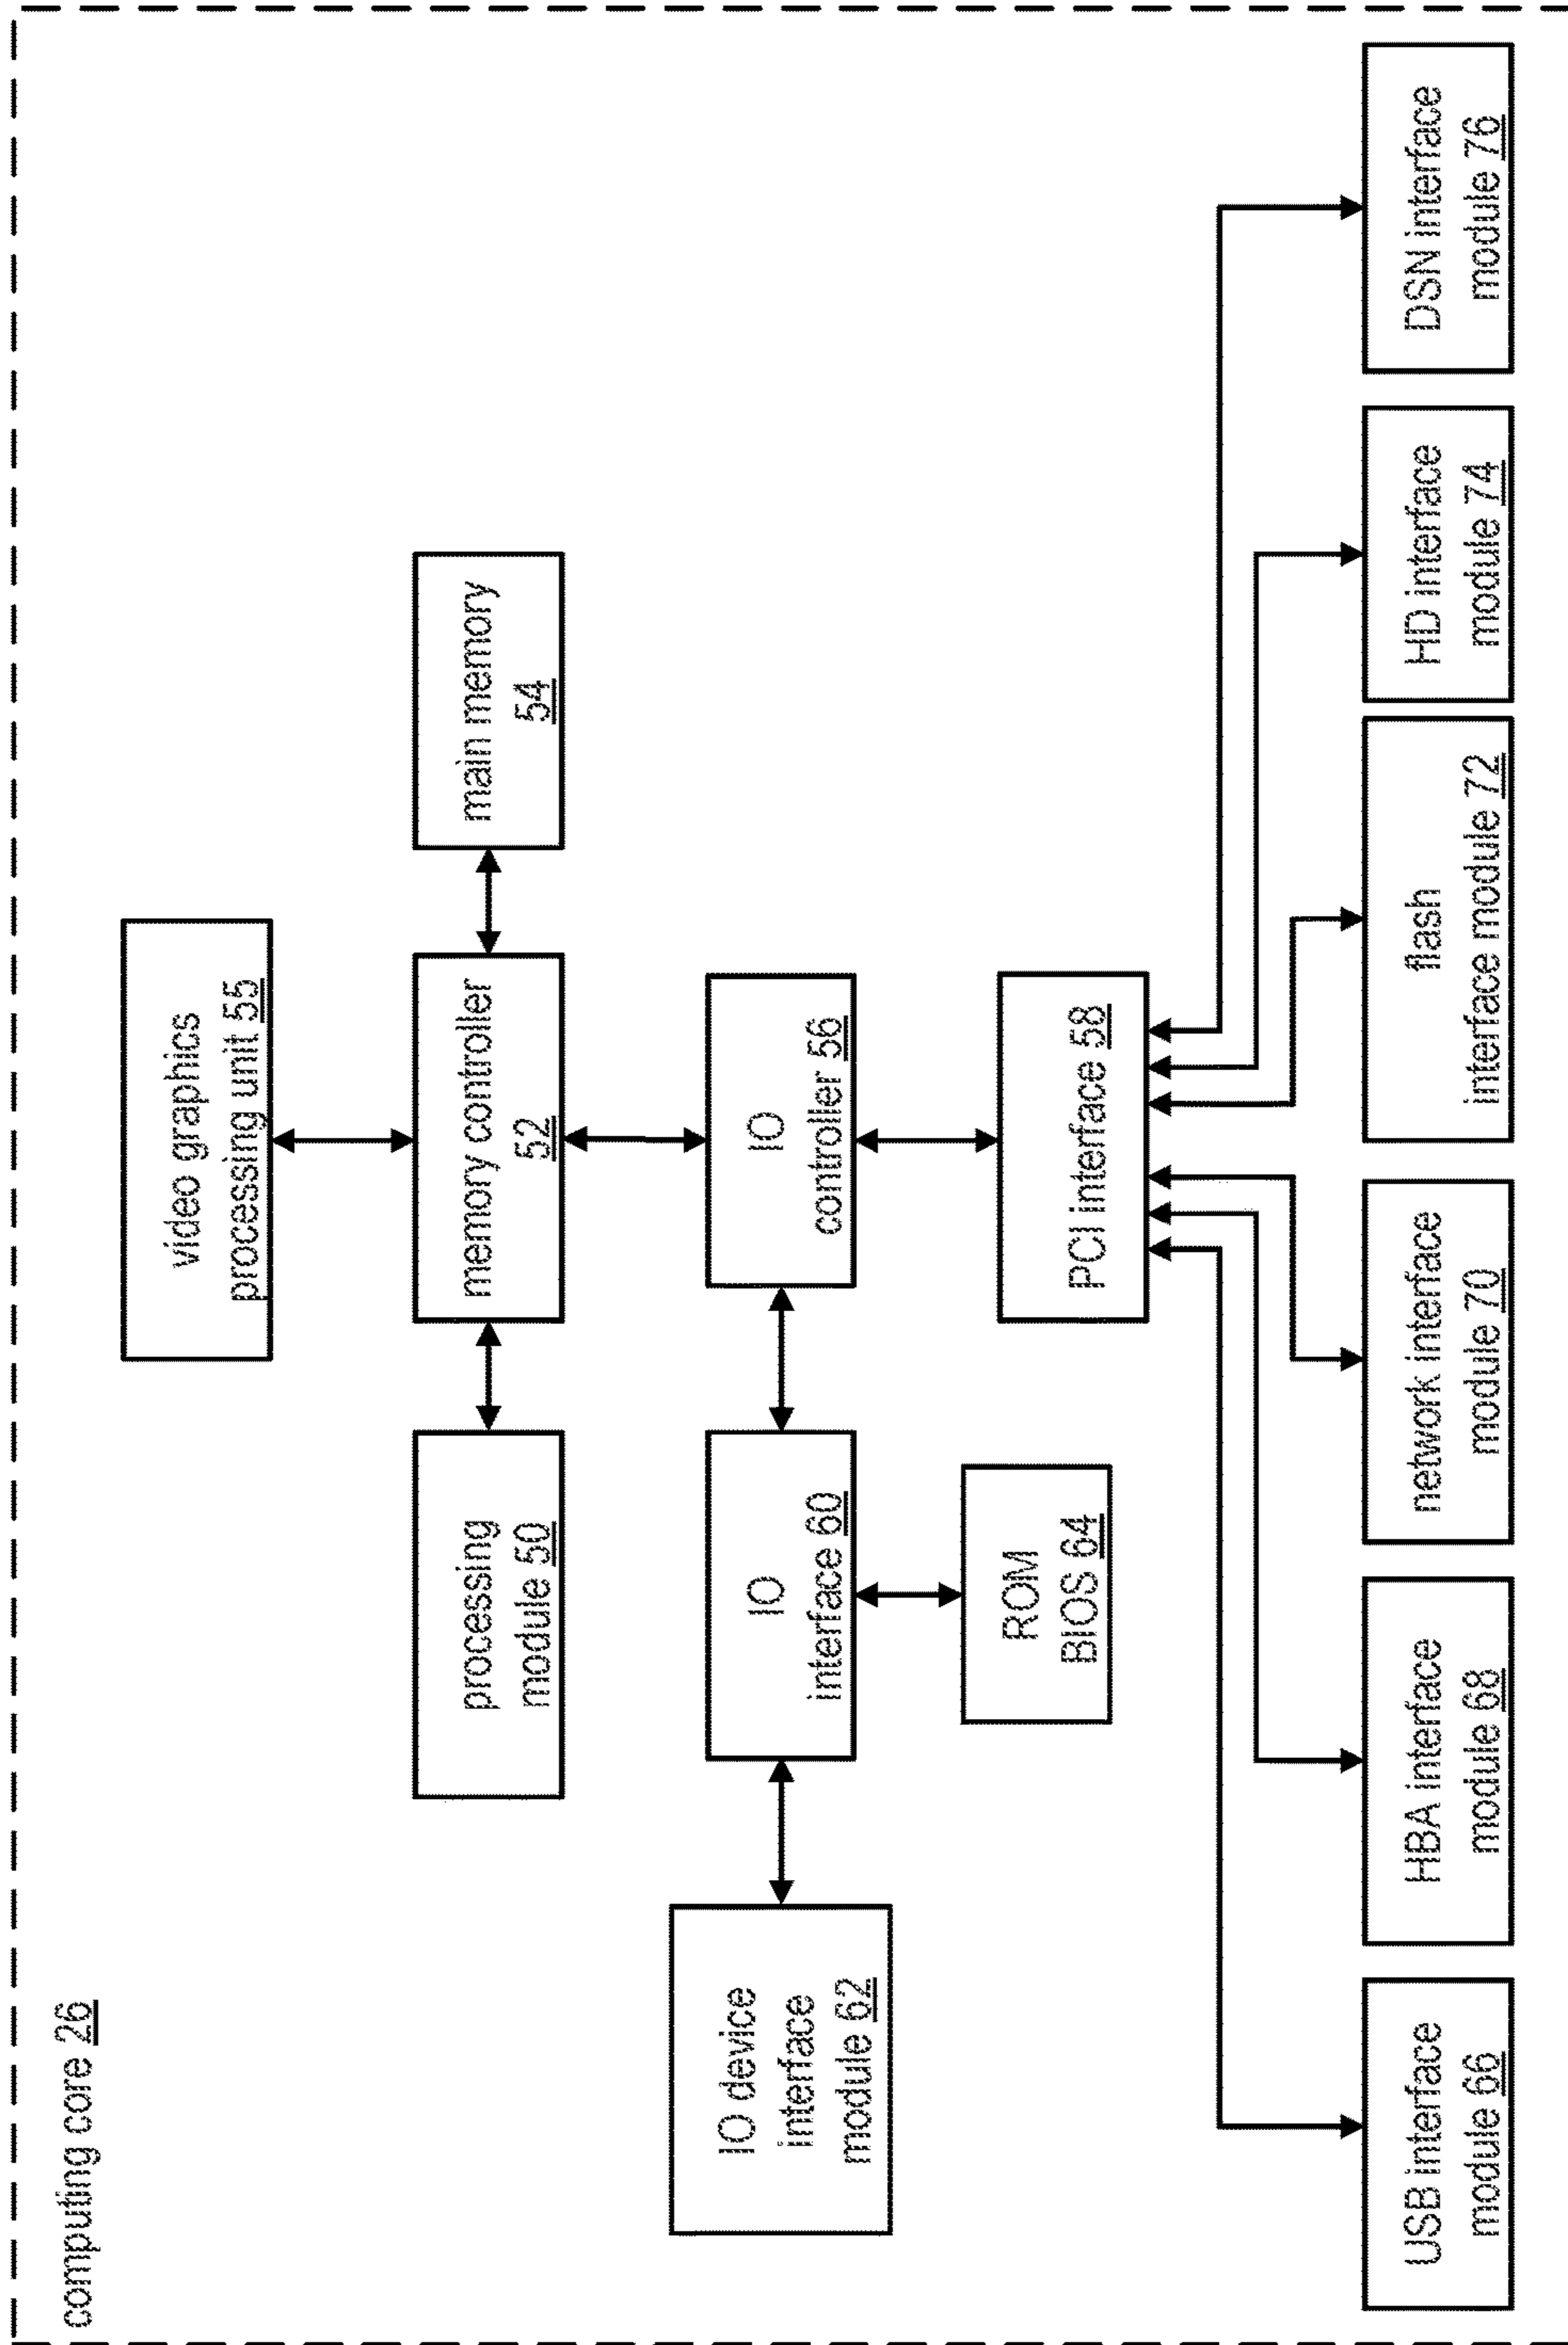 computing core 26
video graphics
processing unit 55
processing
module 50
memory controller
52
main memory
54
IO device
interface
module 62
IO
interface 60
IO
controller 56
ROM
BIOS 64
PCI interface 58
USB interface
module 66
HBA interface
module 68
network interface
module 70
flash
interface module 72
HD interface
module 74
DSN interface
module 76